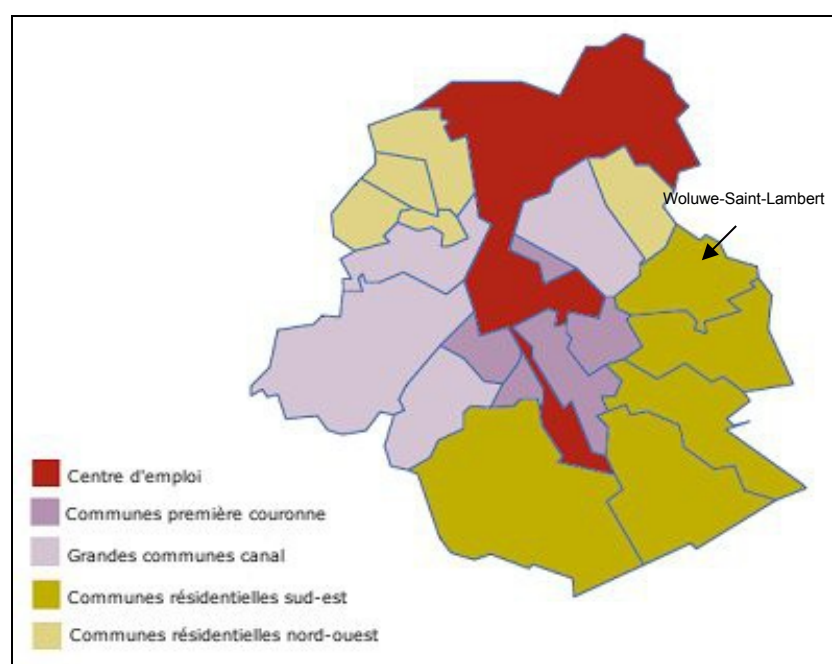 Woluwe-Saint-Lambert
Centre d'emploi
Communes première couronne
Grandes communes canal
Communes résidentielles sud-est
Communes résidentielles nord-ouest